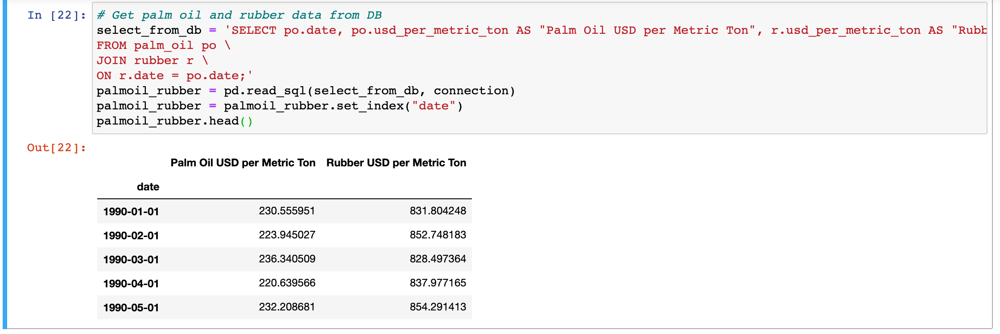 In [22]: # Get palm oil and rubber data from DB
select_from_db = 'SELECT po.date, po.usd_per_metric_ton AS "Palm Oil USD per Metric Ton", r.usd_per_metric_ton AS "Rubb
FROM palm_oil po \
JOIN rubber r \
ON r.date = po.date;'
palmoil_rubber = pd.read_sql(select_from_db, connection)
palmoil_rubber = palmoil_rubber.set_index("date")
palmoil_rubber.head()
Out[22]:
Palm Oil USD per Metric Ton Rubber USD per Metric Ton
date
1990-01-01 230.555951 831.804248
1990-02-01 223.945027 852.748183
1990-03-01 236.340509 828.497364
1990-04-01 220.639566 837.977165
1990-05-01 232.208681 854.291413